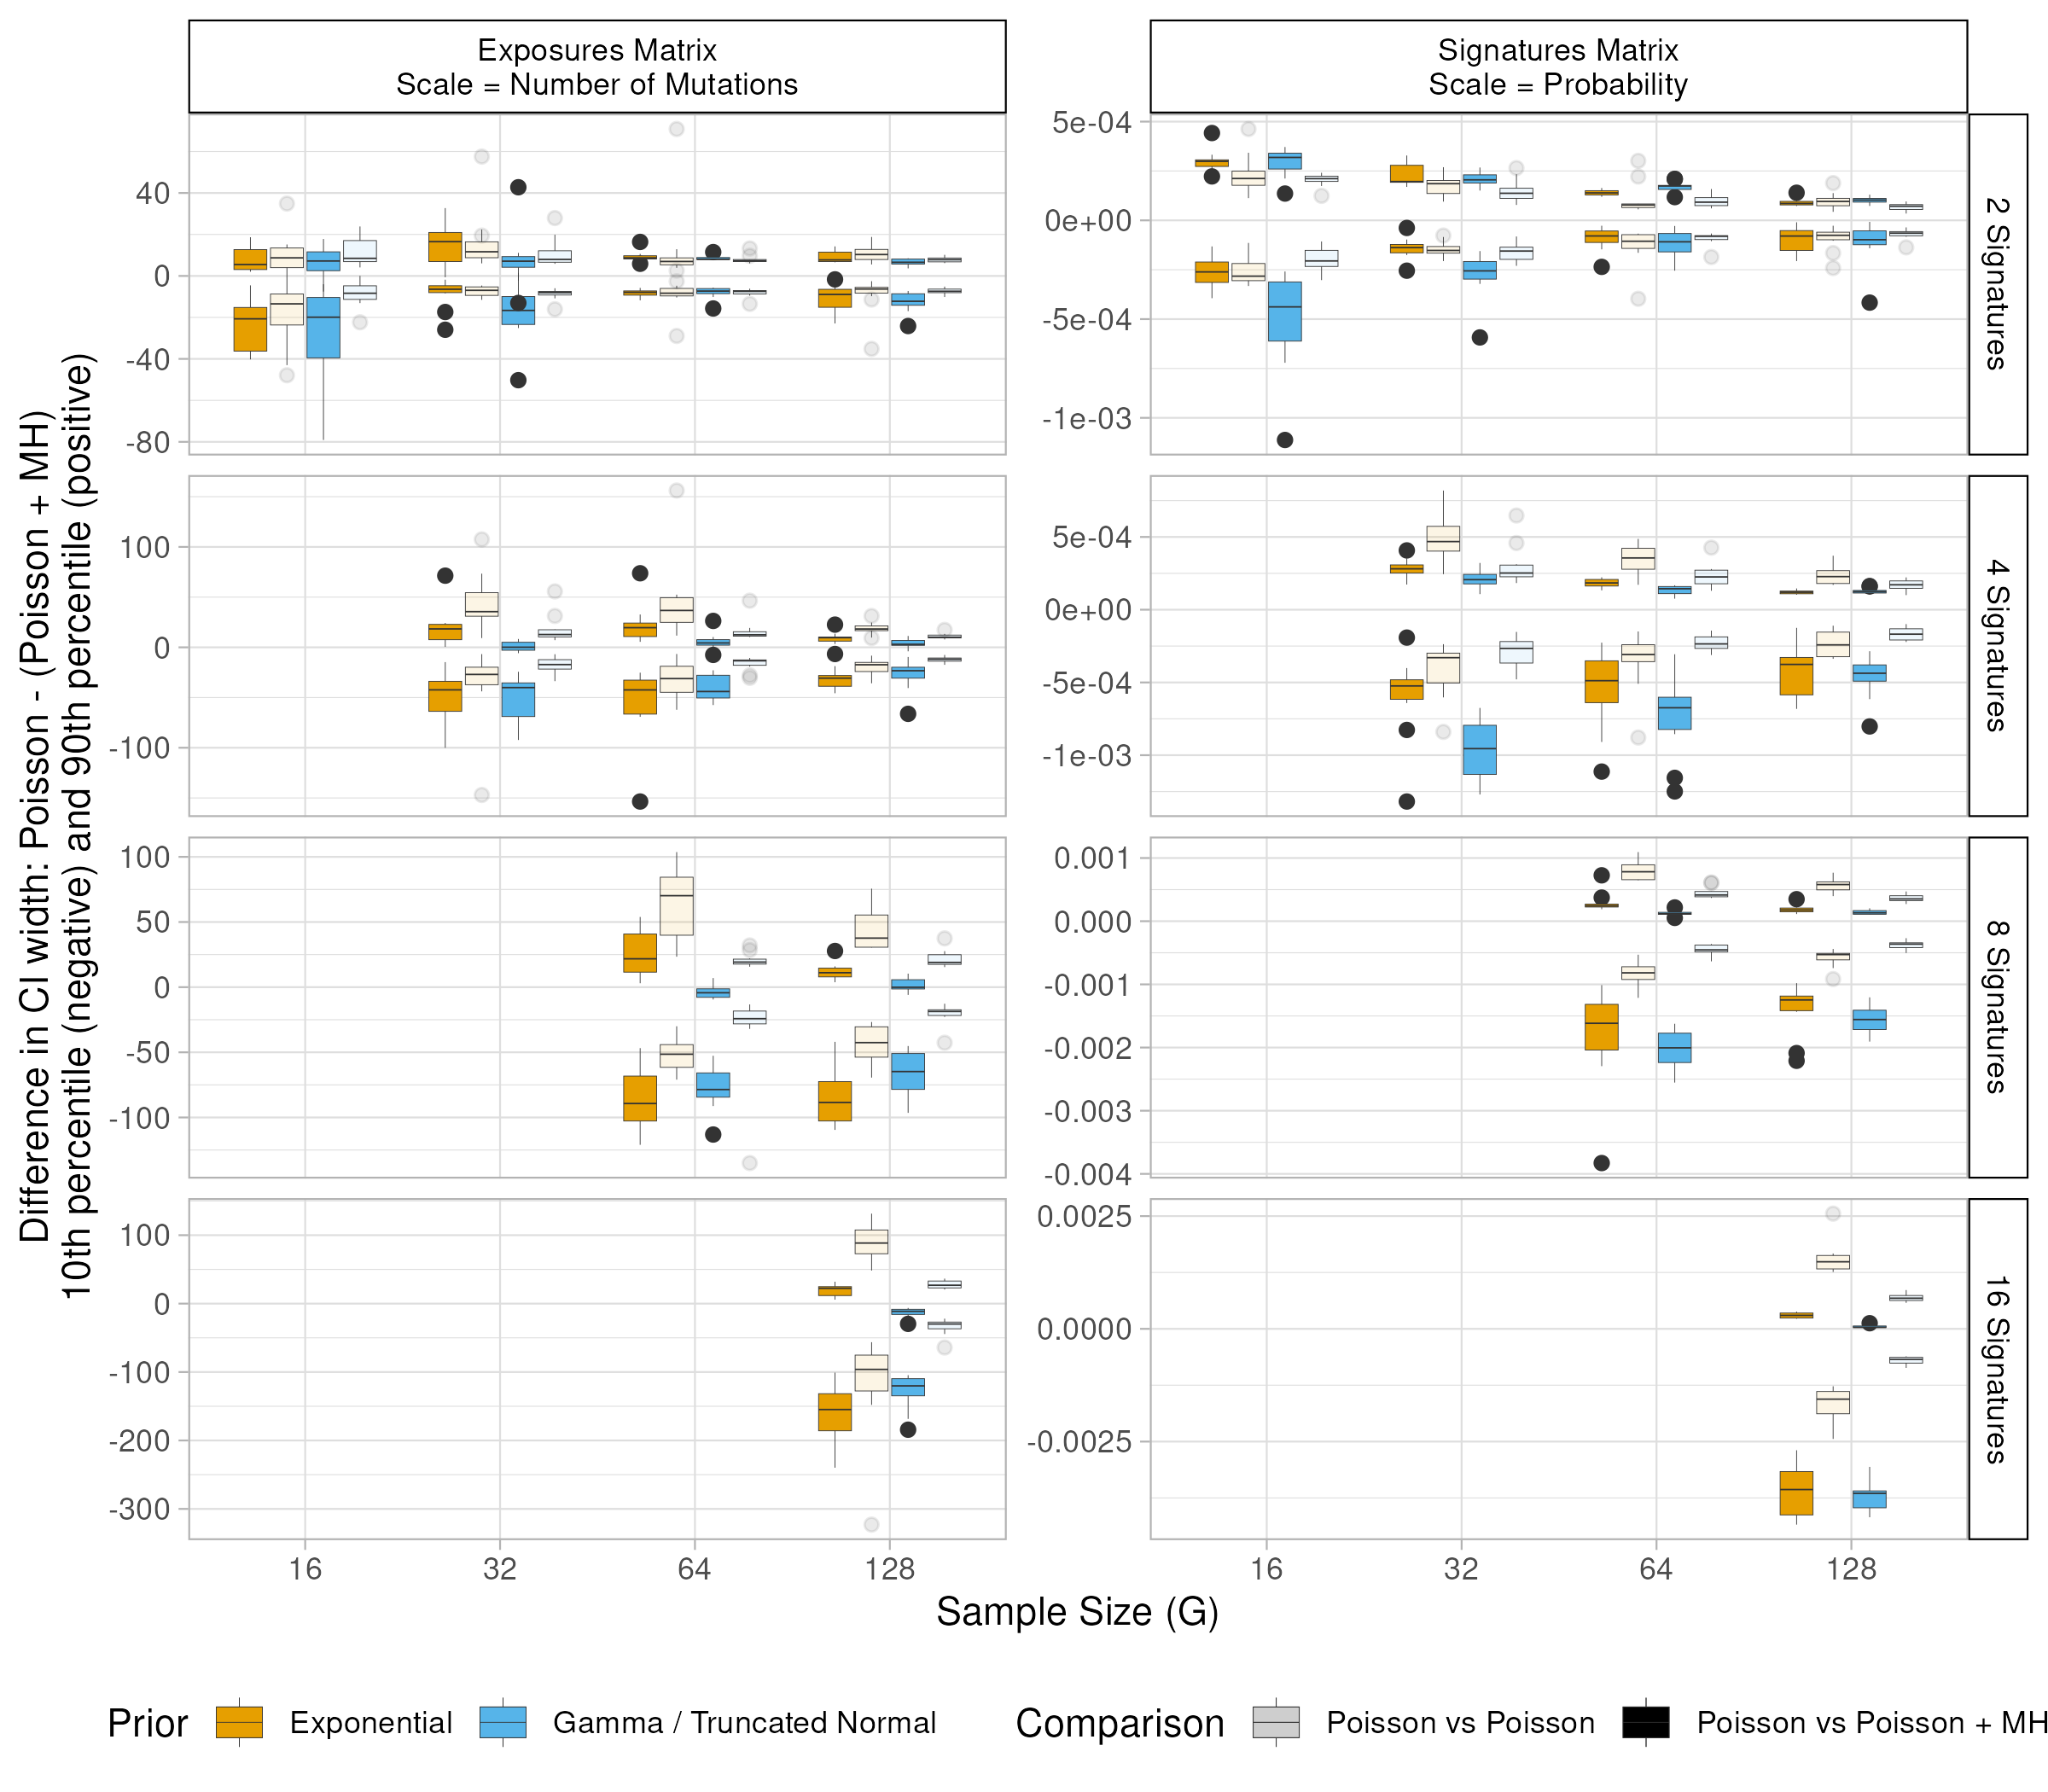 Exposures Matrix
Scale = Number of Mutations
Signatures Matrix
Scale = Probability
Difference in CI width: Poisson - (Poisson + MH)
10th percentile (negative) and 90th percentile (positive)
40
0
-40
-80
5e-04
0e+00
-5e-04
-1e-03
2 Signatures
100
0
-100
5e-04
0e+00
-5e-04
-1e-03
4 Signatures
100
50
0
-50
-100
0.001
0.000
-0.001
-0.002
-0.003
-0.004
8 Signatures
100
0
-100
-200
-300
0.0025
0.0000
-0.0025
16 Signatures
16 32 64 128
16 32 64 128
Sample Size (G)
Prior Exponential Gamma / Truncated Normal Comparison Poisson vs Poisson Poisson vs Poisson + MH